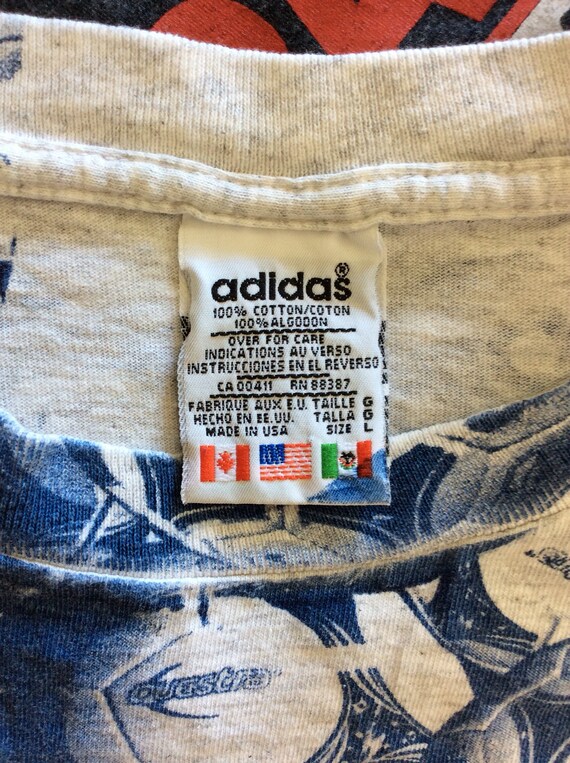 adidas®
100% COTTON/COTON
100% ALGODON
OVER FOR CARE
INDICATIONS AU VERSO
INSTRUCCIONES EN EL REVERSO
CA 00411 RN 88387
FABRIQUE AUX E.U. TAILLE G
HECHO EN EE.UU. TALLA G
MADE IN USA SIZE L
questra